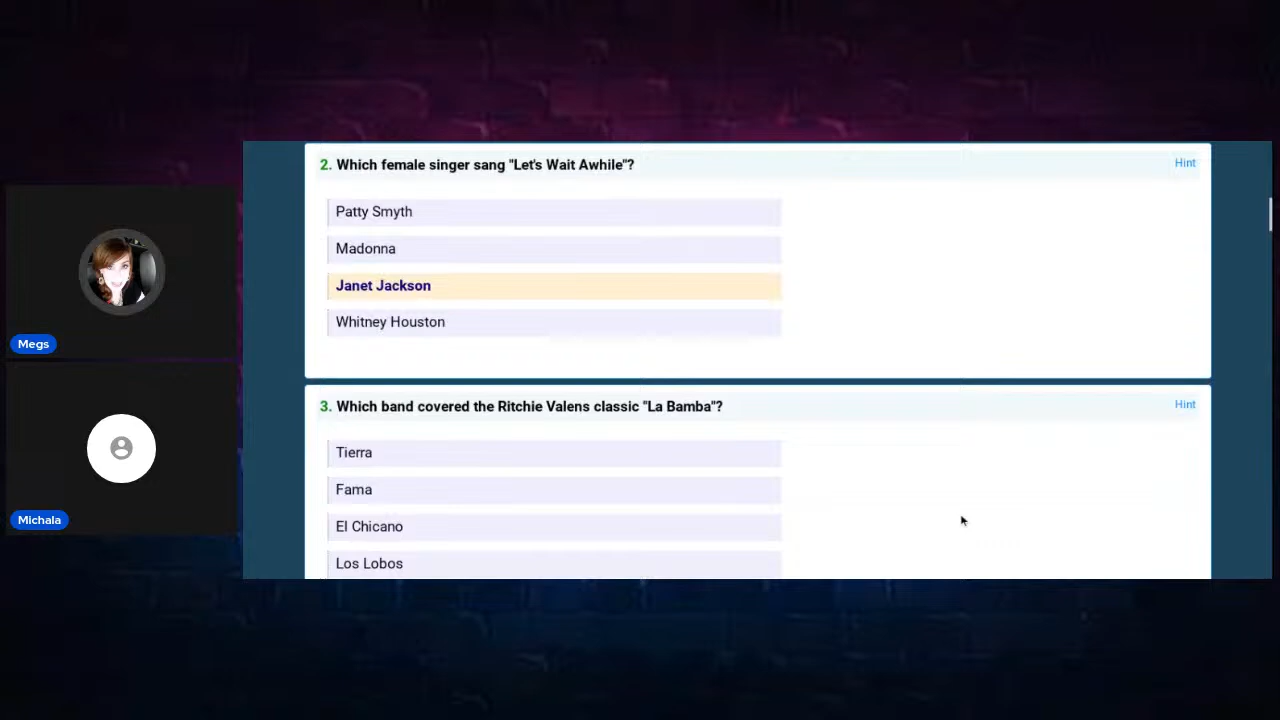 2. Which female singer sang "Let's Wait Awhile"?
Hint
Patty Smyth
Madonna
Janet Jackson
Whitney Houston
3. Which band covered the Ritchie Valens classic "La Bamba"?
Hint
Tierra
Fama
El Chicano
Los Lobos
Megs
Michala